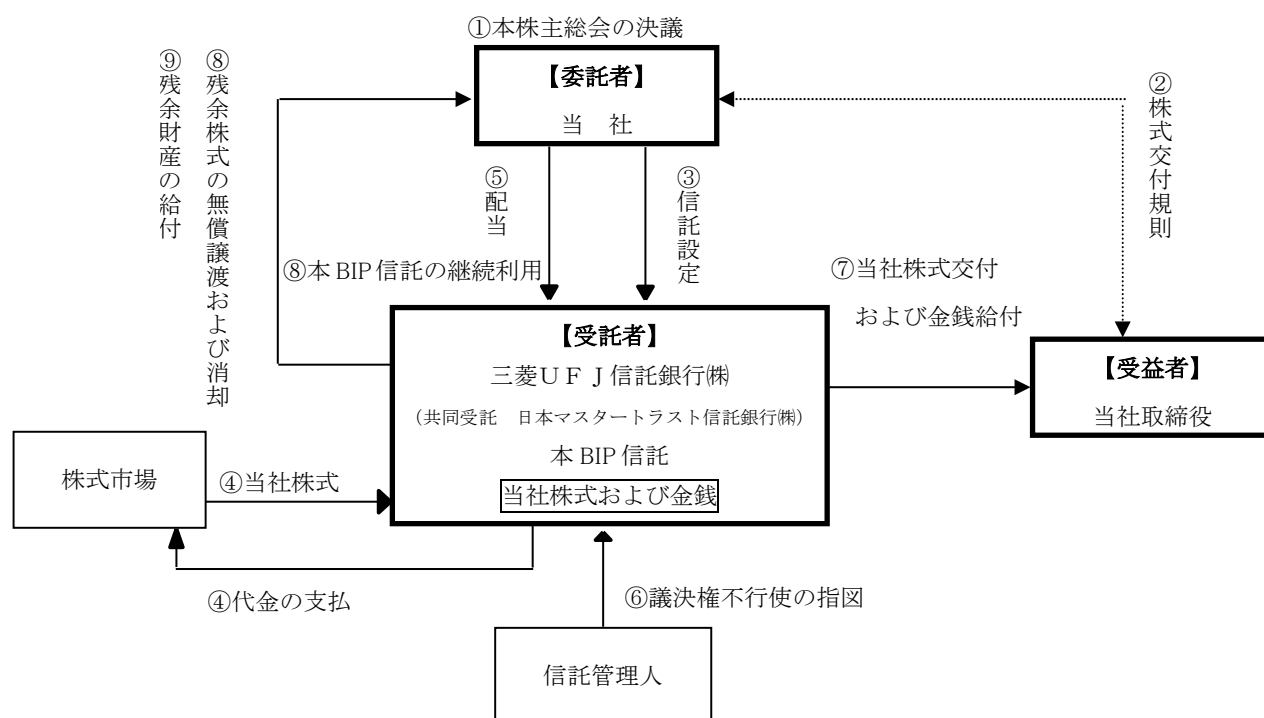 ①本株主総会の決議
⑨残余財産の給付
⑧残余株式の無償譲渡および消却
【委託者】
当　社
②株式交付規則
⑤配当
③信託設定
⑧本 BIP 信託の継続利用
⑦当社株式交付
および金銭給付
【受託者】
三菱ＵＦＪ信託銀行㈱
（共同受託　日本マスタートラスト信託銀行㈱）
本 BIP 信託
当社株式および金銭
【受益者】
当社取締役
株式市場
④当社株式
④代金の支払
⑥議決権不行使の指図
信託管理人